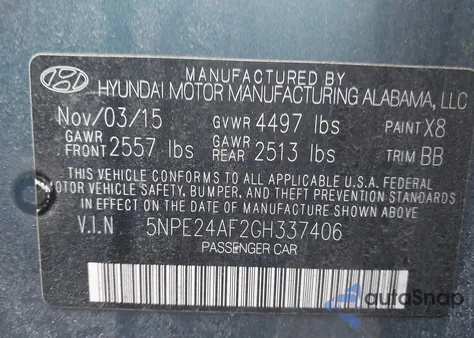 MANUFACTURED BY
HYUNDAI MOTOR MANUFACTURING ALABAMA, LLC
Nov/03/15 GVWR 4497 lbs PAINT X8
GAWR FRONT 2557 lbs GAWR REAR 2513 lbs TRIM BB
THIS VEHICLE CONFORMS TO ALL APPLICABLE U.S.A. FEDERAL
MOTOR VEHICLE SAFETY, BUMPER, AND THEFT PREVENTION STANDARDS
IN EFFECT ON THE DATE OF MANUFACTURE SHOWN ABOVE.
V.I.N 5NPE24AF2GH337406
PASSENGER CAR
autoSnap